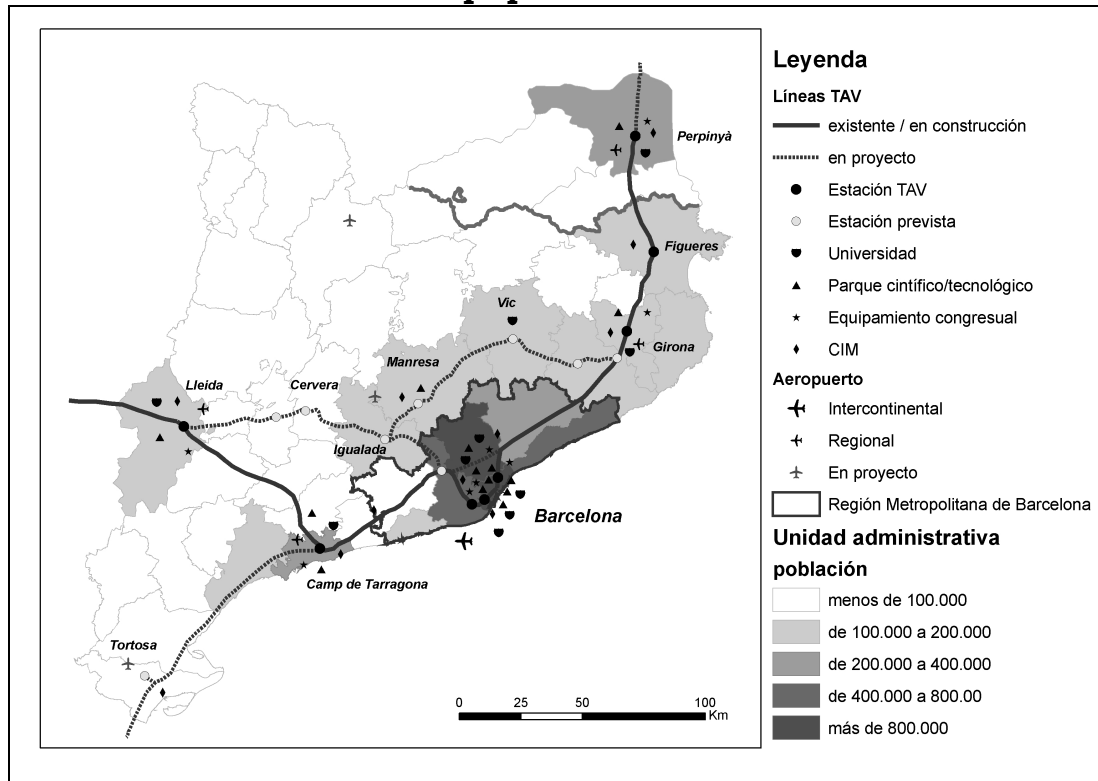 Perpinyà
Figueres
Vic
Girona
Manresa
Lleida
Cervera
Igualada
Barcelona
Camp de Tarragona
Tortosa
0 25 50 100
Km
Leyenda
Líneas TAV
existente / en construcción
en proyecto
Estación TAV
Estación prevista
Universidad
Parque cintífico/tecnológico
Equipamiento congresual
CIM
Aeropuerto
Intercontinental
Regional
En proyecto
Región Metropolitana de Barcelona
Unidad administrativa
población
menos de 100.000
de 100.000 a 200.000
de 200.000 a 400.000
de 400.000 a 800.00
más de 800.000